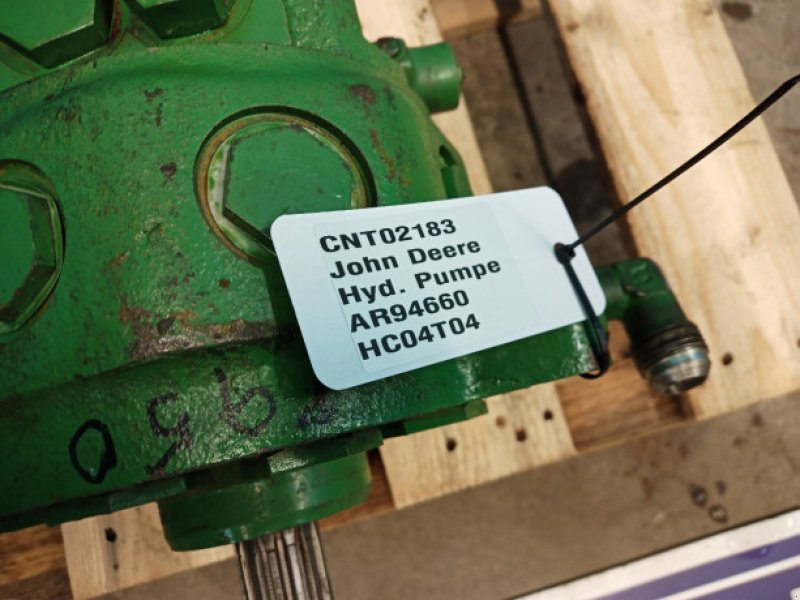 CNT02183
John Deere
Hyd. Pumpe
AR94660
HC04T04